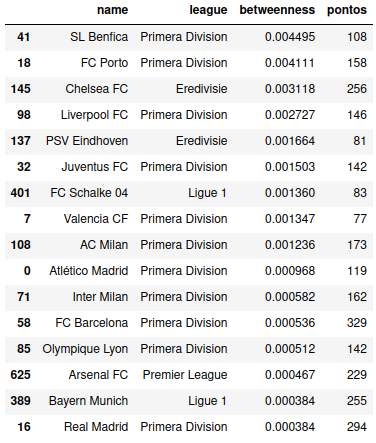 name league betweenness pontos
41 SL Benfica Primera Division 0.004495 108
18 FC Porto Primera Division 0.004111 158
145 Chelsea FC Eredivisie 0.003118 256
98 Liverpool FC Primera Division 0.002727 146
137 PSV Eindhoven Eredivisie 0.001664 81
32 Juventus FC Primera Division 0.001503 142
401 FC Schalke 04 Ligue 1 0.001360 83
7 Valencia CF Primera Division 0.001347 77
108 AC Milan Primera Division 0.001236 173
0 Atlético Madrid Primera Division 0.000968 119
71 Inter Milan Primera Division 0.000582 162
58 FC Barcelona Primera Division 0.000536 329
85 Olympique Lyon Primera Division 0.000512 142
625 Arsenal FC Premier League 0.000467 229
389 Bayern Munich Ligue 1 0.000384 255
16 Real Madrid Primera Division 0.000384 294